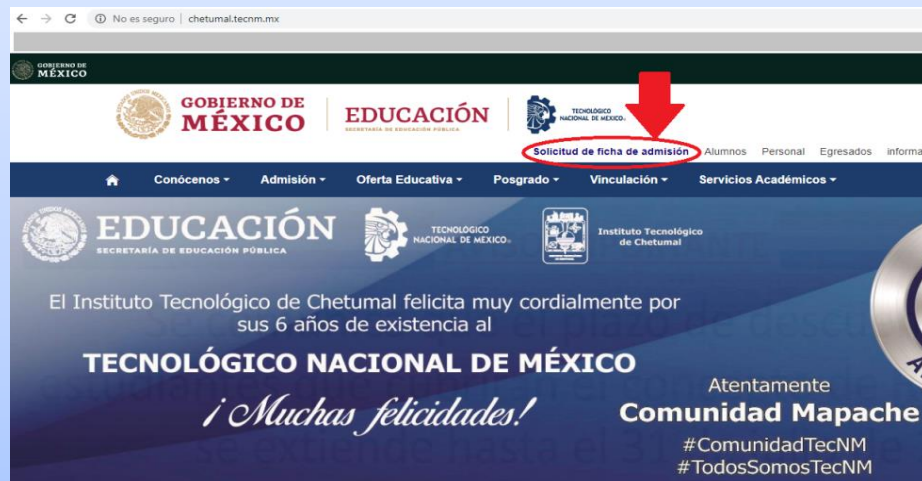 No es seguro | chetumal.tecnm.mx
GOBIERNO DE
MÉXICO
GOBIERNO DE
MÉXICO
EDUCACIÓN
SECRETARÍA DE EDUCACIÓN PÚBLICA
TECNOLÓGICO
NACIONAL DE MÉXICO®
Solicitud de ficha de admisión Alumnos Personal Egresados informa
Conócenos Admisión Oferta Educativa Posgrado Vinculación Servicios Académicos
EDUCACIÓN
SECRETARÍA DE EDUCACIÓN PÚBLICA
TECNOLÓGICO
NACIONAL DE MÉXICO®
Instituto Tecnológico
de Chetumal
El Instituto Tecnológico de Chetumal felicita muy cordialmente por
sus 6 años de existencia al
TECNOLÓGICO NACIONAL DE MÉXICO
¡Muchas felicidades!
Atentamente
Comunidad Mapache
#ComunidadTecNM
#TodosSomosTecNM